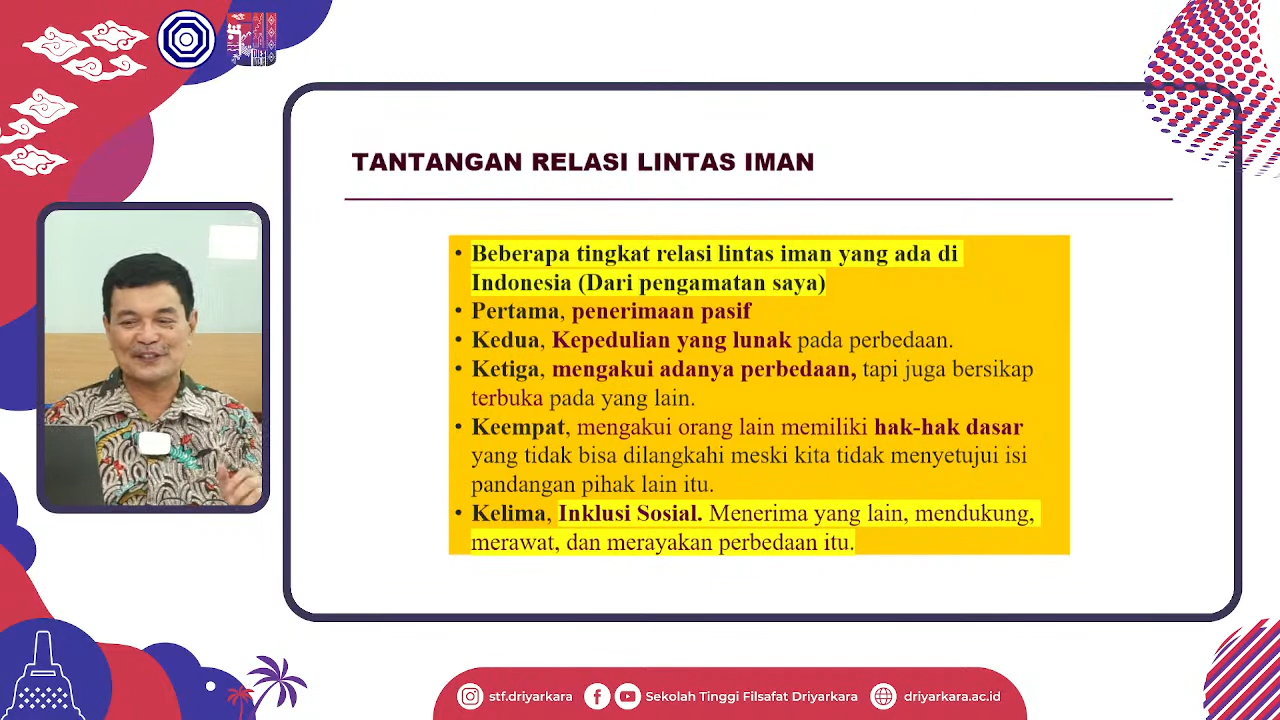 TANTANGAN RELASI LINTAS IMAN
• Beberapa tingkat relasi lintas iman yang ada di
Indonesia (Dari pengamatan saya)
• Pertama, penerimaan pasif
• Kedua, Kepedulian yang lunak pada perbedaan.
• Ketiga, mengakui adanya perbedaan, tapi juga bersikap
terbuka pada yang lain.
• Keempat, mengakui orang lain memiliki hak-hak dasar
yang tidak bisa dilangkahi meski kita tidak menyetujui isi
pandangan pihak lain itu.
• Kelima, Inklusi Sosial. Menerima yang lain, mendukung,
merawat, dan merayakan perbedaan itu.
stf.driyarkara Sekolah Tinggi Filsafat Driyarkara driyarkara.ac.id